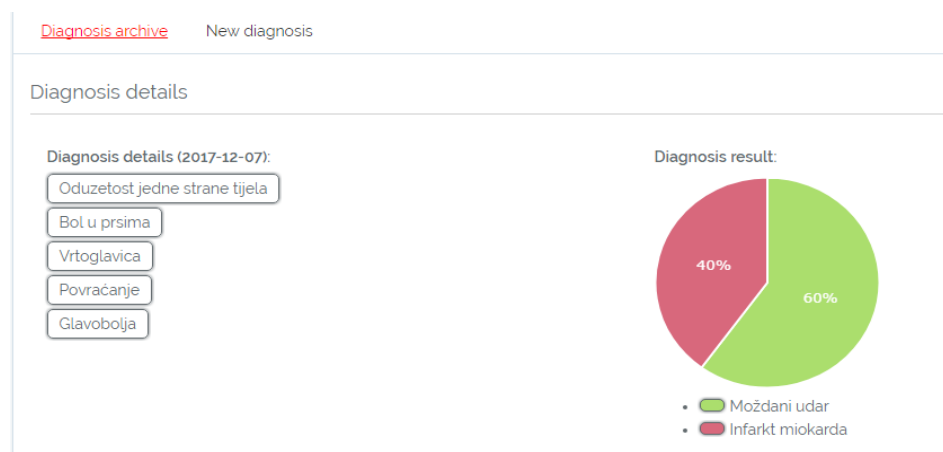 Diagnosis archive New diagnosis
Diagnosis details
Diagnosis details (2017-12-07):
Oduzetost jedne strane tijela
Bol u prsima
Vrtoglavica
Povraćanje
Glavobolja
Diagnosis result:
40%
60%
Moždani udar
Infarkt miokarda